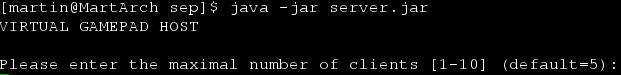 [martin@MartArch sep]$ java -jar server.jar
VIRTUAL GAMEPAD HOST
Please enter the maximal number of clients [1-10] (default=5):